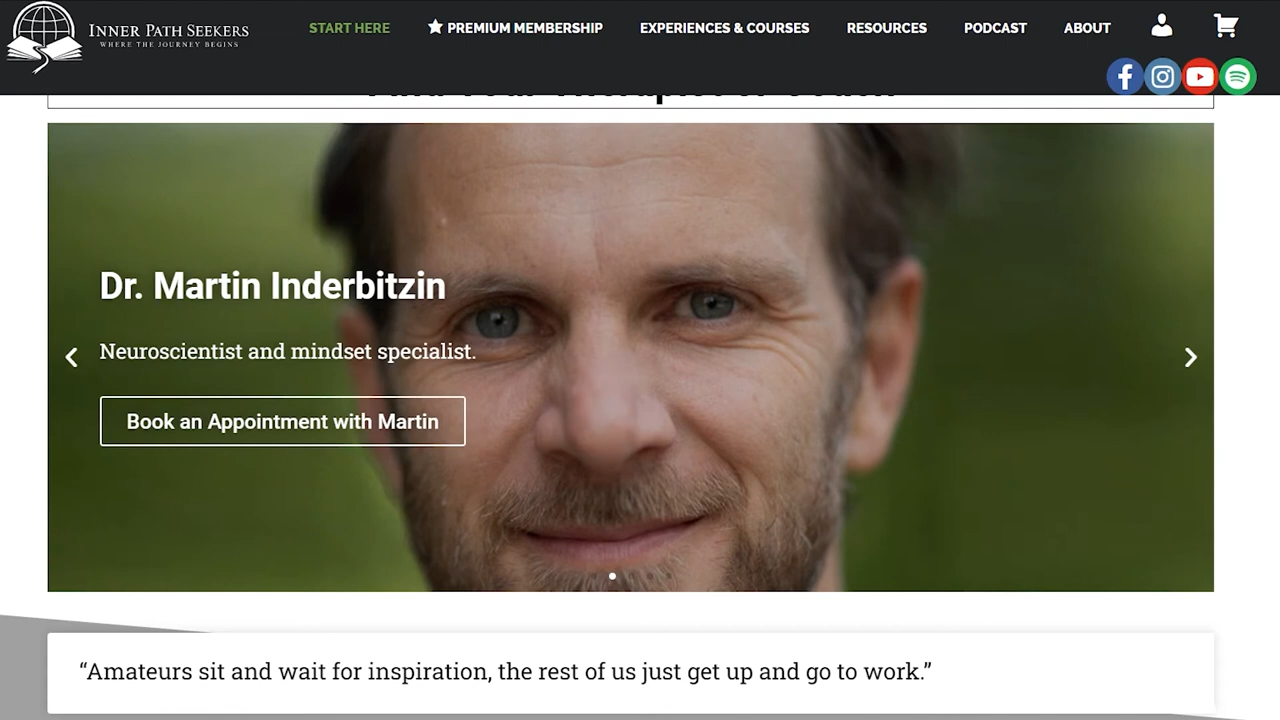 INNER PATH SEEKERS
WHERE THE JOURNEY BEGINS
START HERE
PREMIUM MEMBERSHIP
EXPERIENCES & COURSES
RESOURCES
PODCAST
ABOUT
Dr. Martin Inderbitzin
Neuroscientist and mindset specialist.
Book an Appointment with Martin
“Amateurs sit and wait for inspiration, the rest of us just get up and go to work.”